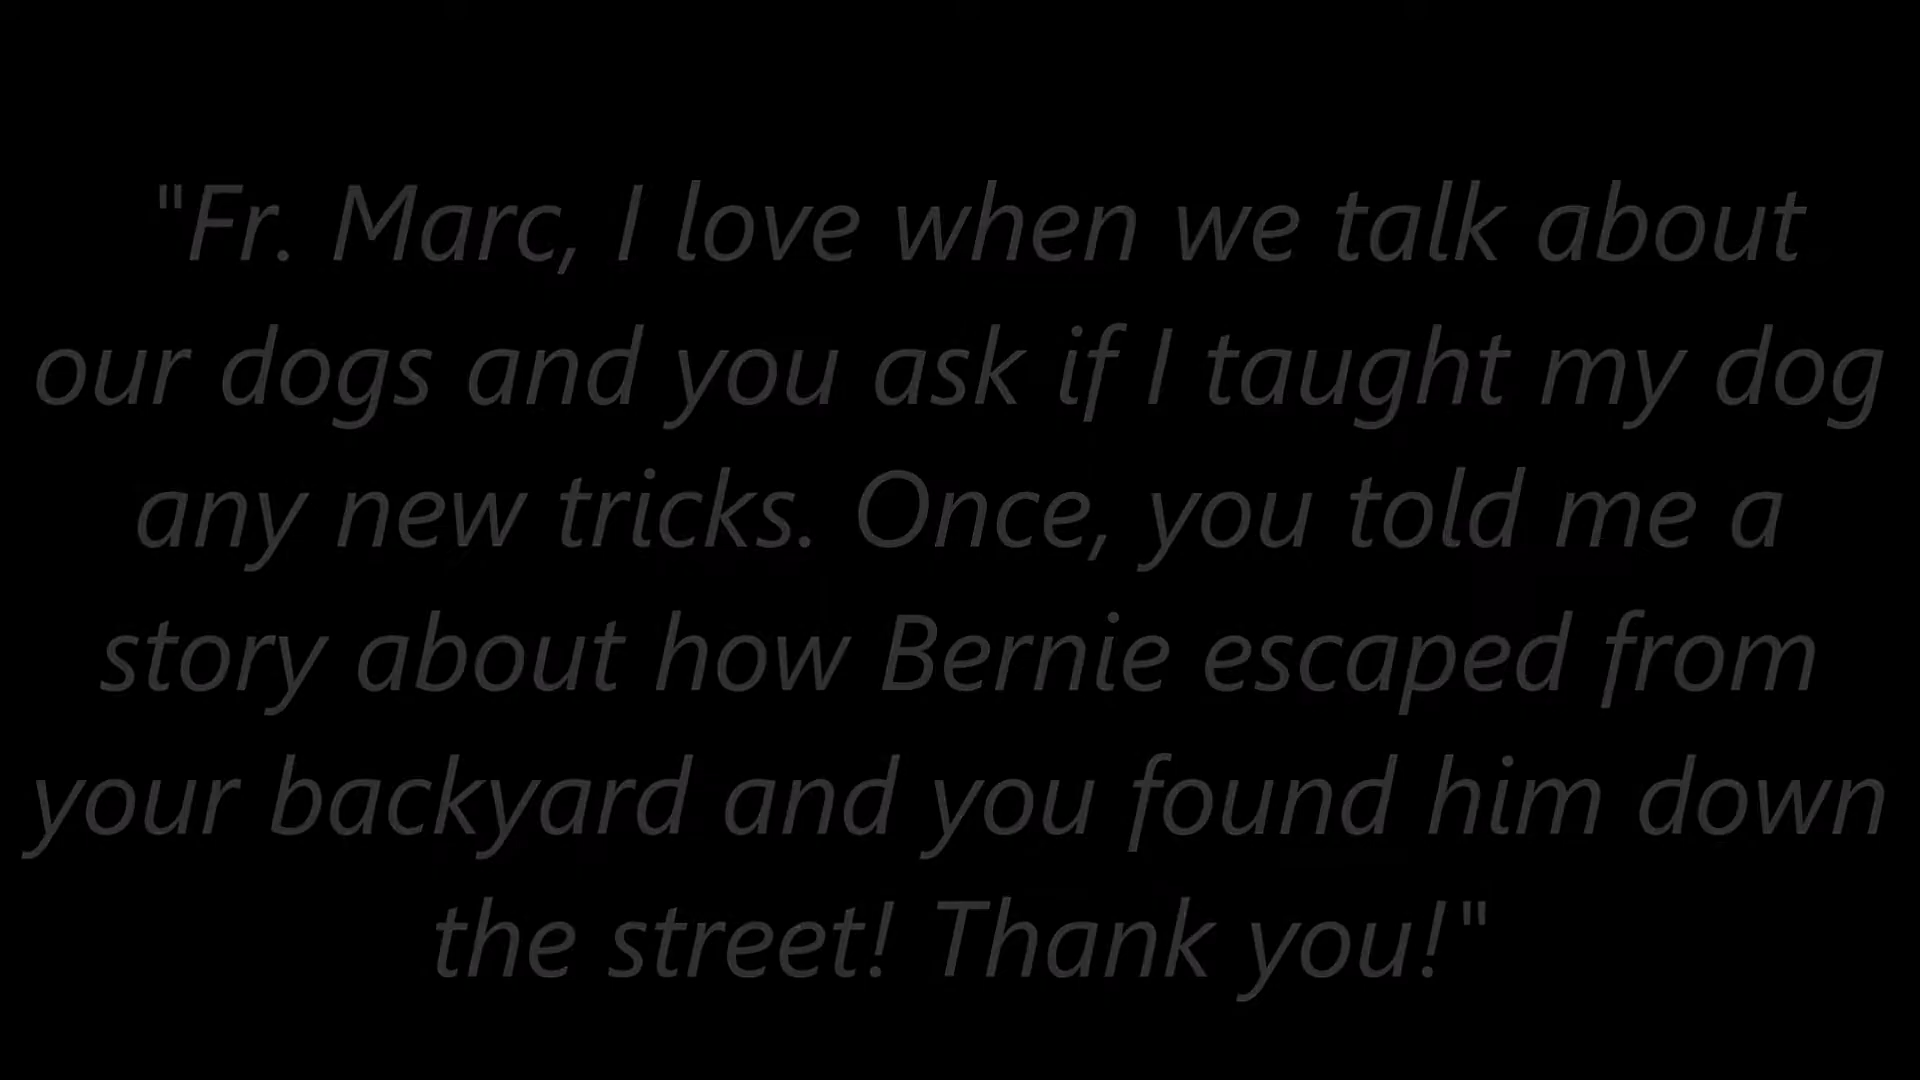 "Fr. Marc, I love when we talk about
our dogs and you ask if I taught my dog
any new tricks. Once, you told me a
story about how Bernie escaped from
your backyard and you found him down
the street! Thank you!"